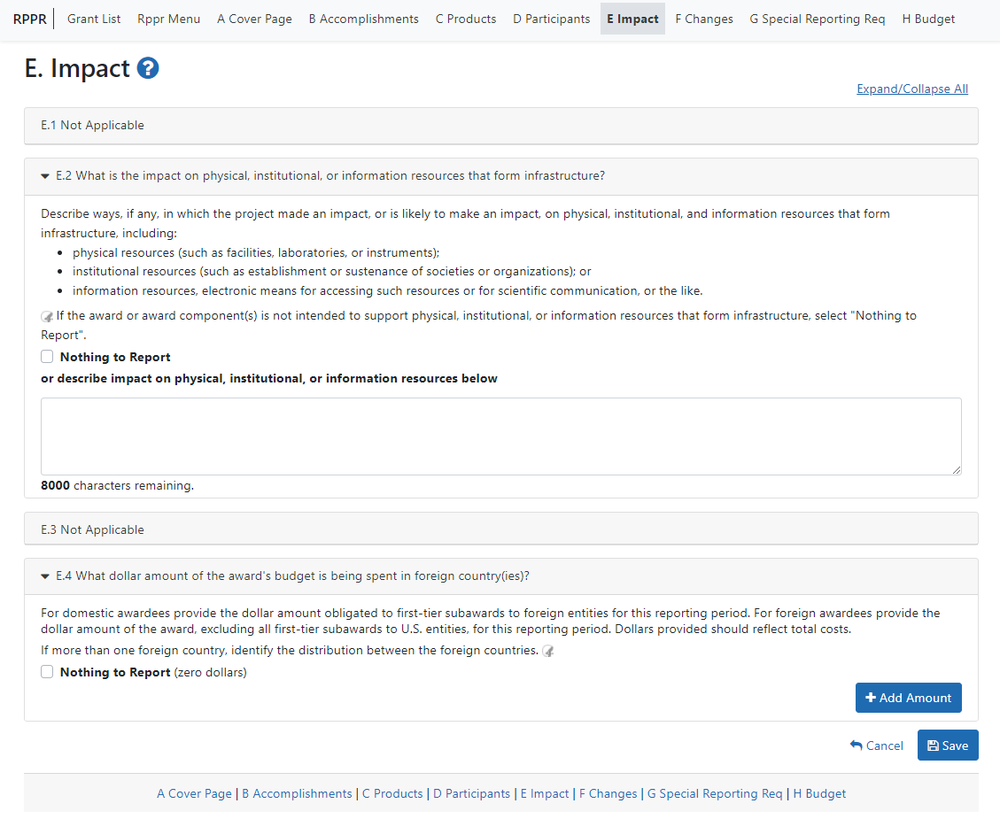 RPPR Grant List Rppr Menu A Cover Page B Accomplishments C Products D Participants E Impact F Changes G Special Reporting Req H Budget
E. Impact ?
Expand/Collapse All
E.1 Not Applicable
E.2 What is the impact on physical, institutional, or information resources that form infrastructure?
Describe ways, if any, in which the project made an impact, or is likely to make an impact, on physical, institutional, and information resources that form
infrastructure, including:
• physical resources (such as facilities, laboratories, or instruments);
• institutional resources (such as establishment or sustenance of societies or organizations); or
• information resources, electronic means for accessing such resources or for scientific communication, or the like.
If the award or award component(s) is not intended to support physical, institutional, or information resources that form infrastructure, select "Nothing to
Report".
Nothing to Report
or describe impact on physical, institutional, or information resources below
8000 characters remaining.
E.3 Not Applicable
E.4 What dollar amount of the award's budget is being spent in foreign country(ies)?
For domestic awardees provide the dollar amount obligated to first-tier subawards to foreign entities for this reporting period. For foreign awardees provide the
dollar amount of the award, excluding all first-tier subawards to U.S. entities, for this reporting period. Dollars provided should reflect total costs.
If more than one foreign country, identify the distribution between the foreign countries.
Nothing to Report (zero dollars)
Add Amount
Cancel Save
A Cover Page | B Accomplishments | C Products | D Participants | E Impact | F Changes | G Special Reporting Req | H Budget